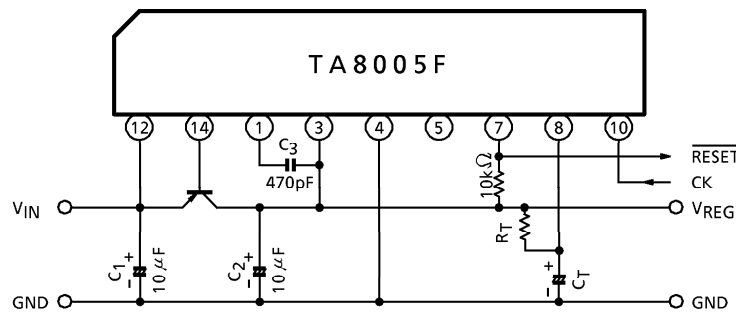 TA8005F
12 14 1 3 4 5 7 8 10
C3
470pF
10kΩ
RESET
CK
VIN
VREG
RT
C1 + - 10μF
C2 + - 10μF
+ - CT
GND
GND